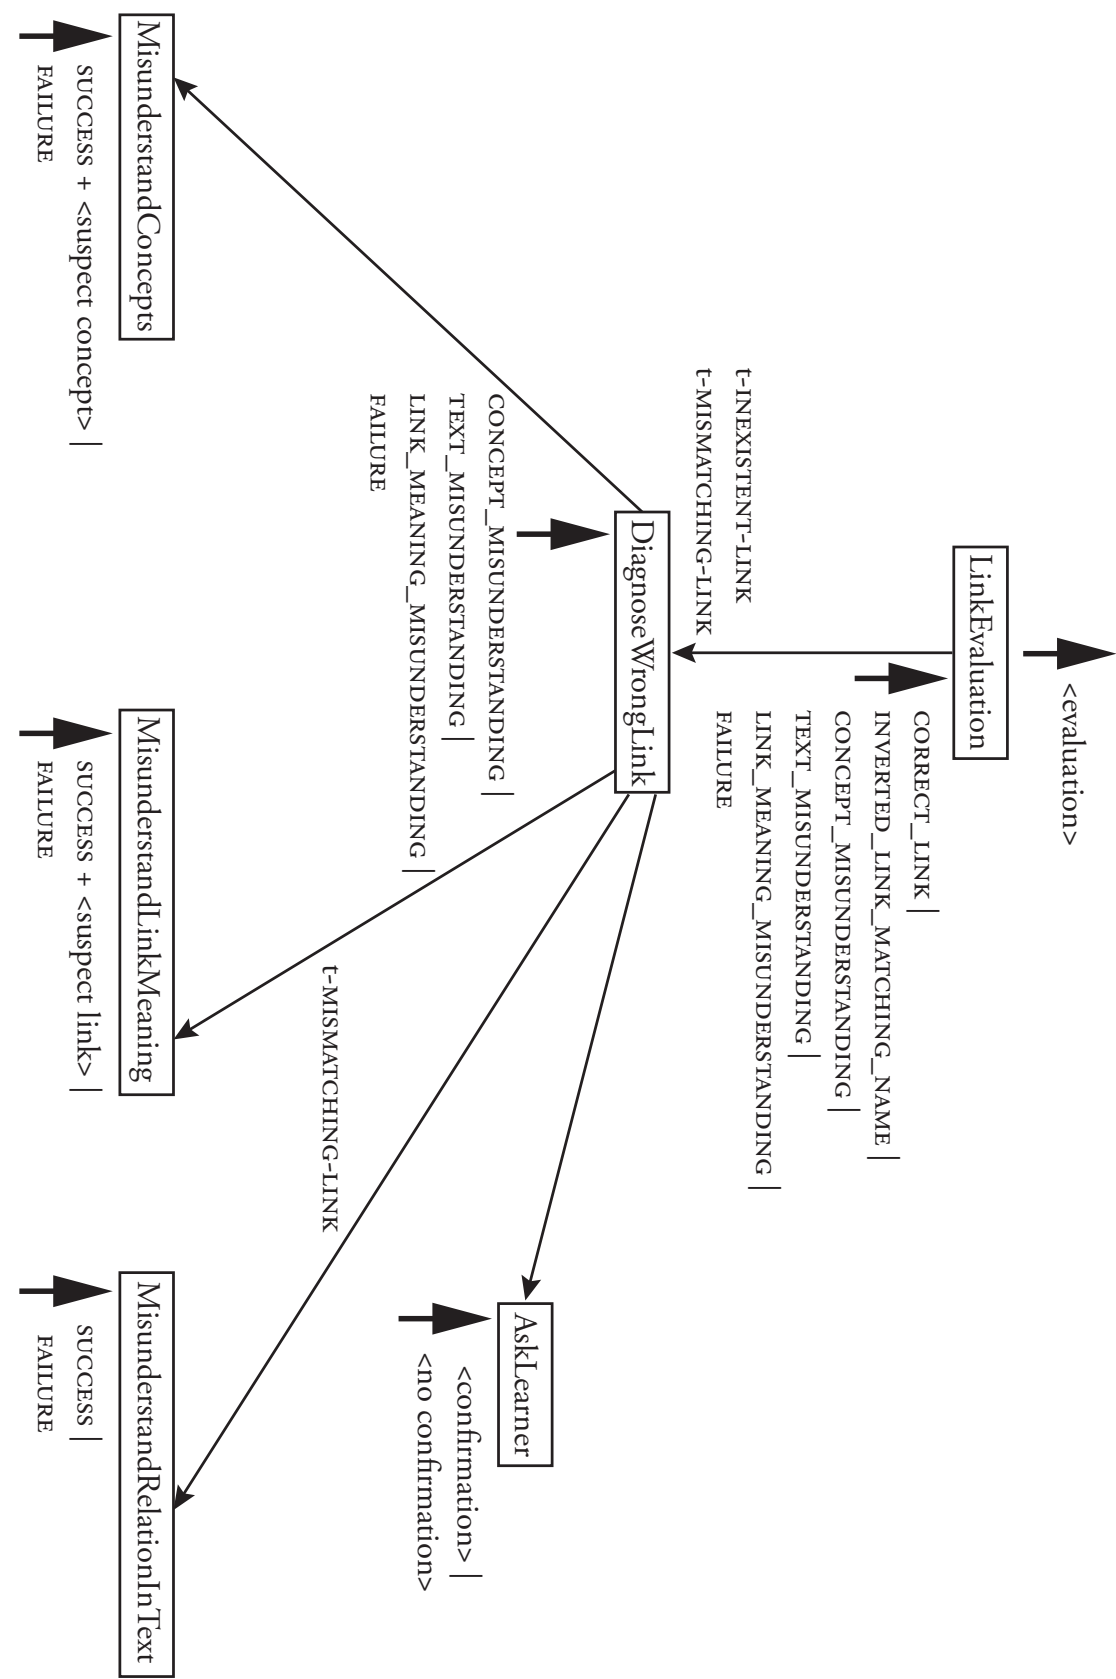 <evaluation>
LinkEvaluation
CORRECT_LINK |
INVERTED_LINK_MATCHING_NAME |
CONCEPT_MISUNDERSTANDING |
TEXT_MISUNDERSTANDING |
LINK_MEANING_MISUNDERSTANDING |
FAILURE
t-INEXISTENT-LINK
t-MISMATCHING-LINK
DiagnoseWrongLink
CONCEPT_MISUNDERSTANDING |
TEXT_MISUNDERSTANDING |
LINK_MEANING_MISUNDERSTANDING |
FAILURE
AskLearner
<confirmation> |
<no confirmation>
t-MISMATCHING-LINK
MisunderstandConcepts
SUCCESS + <suspect concept> |
FAILURE
MisunderstandLinkMeaning
SUCCESS + <suspect link> |
FAILURE
MisunderstandRelationInText
SUCCESS |
FAILURE